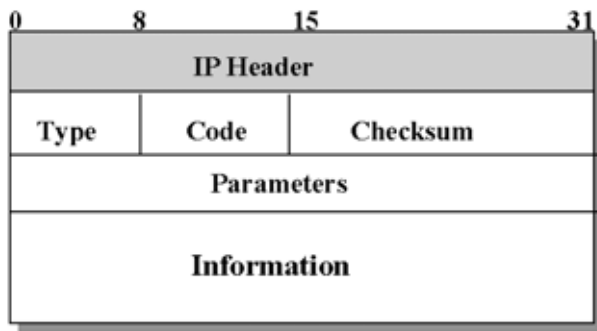 0 8 15 31
IP Header
Type Code Checksum
Parameters
Information